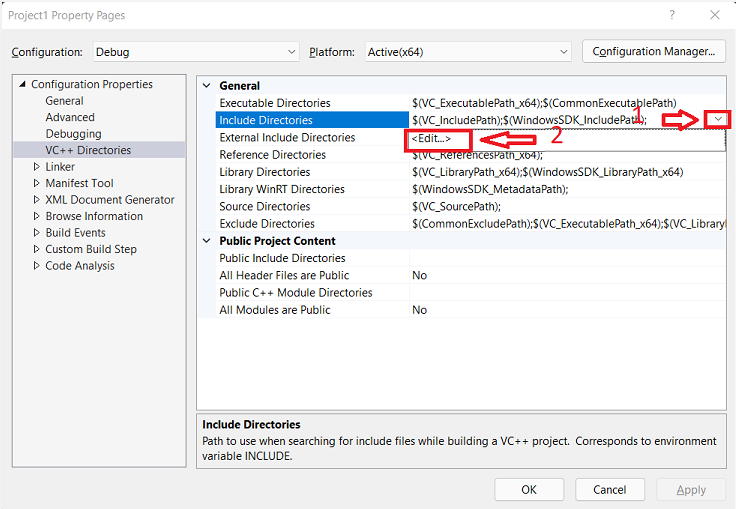 Project1 Property Pages
Configuration: Debug Platform: Active(x64) Configuration Manager...
Configuration Properties
General
Advanced
Debugging
VC++ Directories
Linker
Manifest Tool
XML Document Generator
Browse Information
Build Events
Custom Build Step
Code Analysis
General
Executable Directories $(VC_ExecutablePath_x64);$(CommonExecutablePath)
Include Directories $(VC_IncludePath);$(WindowsSDK_IncludePath); 1
External Include Directories <Edit...> 2
Reference Directories $(VC_ReferencesPath_x64);
Library Directories $(VC_LibraryPath_x64);$(WindowsSDK_LibraryPath_x64)
Library WinRT Directories $(WindowsSDK_MetadataPath);
Source Directories $(VC_SourcePath);
Exclude Directories $(CommonExcludePath);$(VC_ExecutablePath_x64);$(VC_Libraryl
Public Project Content
Public Include Directories
All Header Files are Public No
Public C++ Module Directories
All Modules are Public No
Include Directories
Path to use when searching for include files while building a VC++ project. Corresponds to environment
variable INCLUDE.
OK Cancel Apply